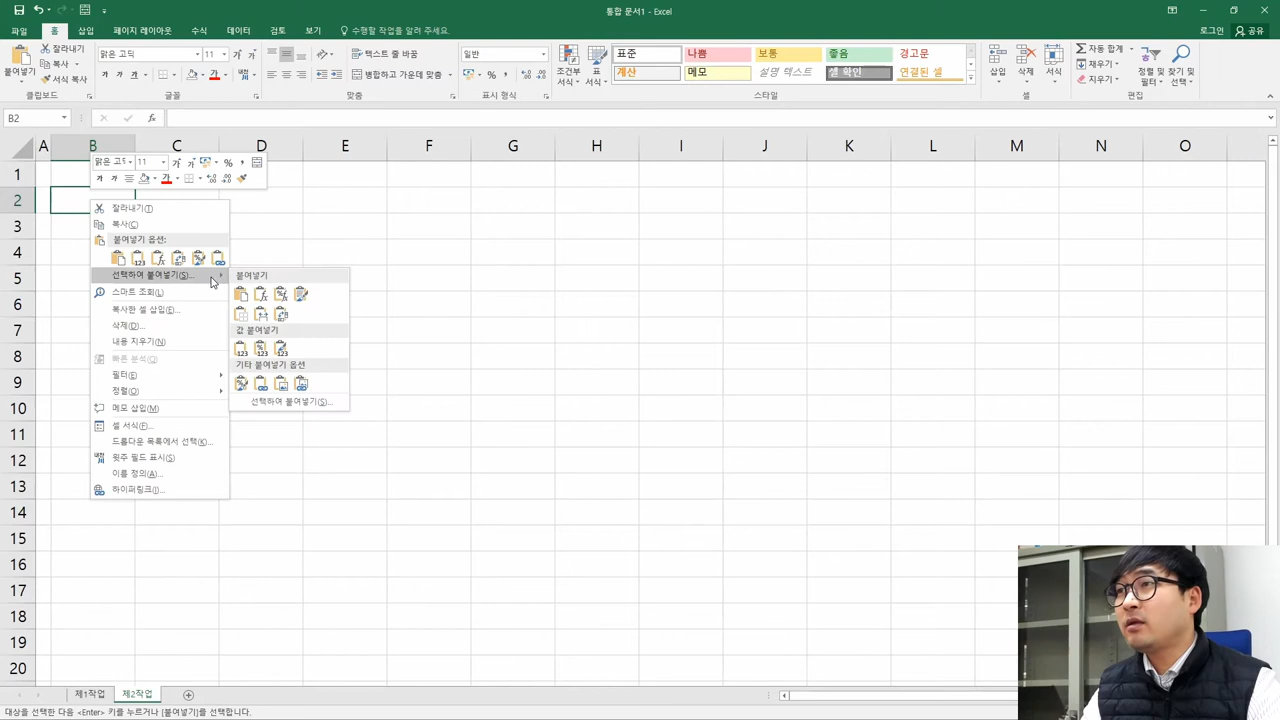 통합 문서1 - Excel
파일 홈 삽입 페이지 레이아웃 수식 데이터 검토 보기 수행할 작업을 알려 주세요. 로그인 공유
잘라내기
붙여넣기 복사
서식 복사
맑은 고딕 11
가 가 가
텍스트 줄 바꿈
병합하고 가운데 맞춤
일반
조건부 서식 표 서식
표준 나쁨 보통 좋음 경고문
계산 메모 설명 텍스트 셀 확인 연결된 셀
삽입 삭제 서식
자동 합계
채우기
지우기
정렬 및 필터 찾기 및 선택
클립보드 글꼴 맞춤 표시 형식 스타일 셀 편집
B2 fx
A B C D E F G H I J K L M N O
맑은 고딕 11 %
1
2
잘라내기(T)
3
복사(C)
붙여넣기 옵션:
4
선택하여 붙여넣기(S)... 붙여넣기
5
스마트 조회(L)
6
복사한 셀 삽입(E)...
삭제(D)... 값 붙여넣기
7
내용 지우기(N)
8
빠른 분석(Q) 기타 붙여넣기 옵션
필터(E)
9
정렬(O)
선택하여 붙여넣기(S)...
10
메모 삽입(M)
셀 서식(F)...
11
드롭다운 목록에서 선택(K)...
12
윗주 필드 표시(S)
이름 정의(A)...
13
하이퍼링크(I)...
14
15
16
17
18
19
20
제1작업 제2작업
대상을 선택한 다음 <Enter> 키를 누르거나 [붙여넣기]를 선택합니다.